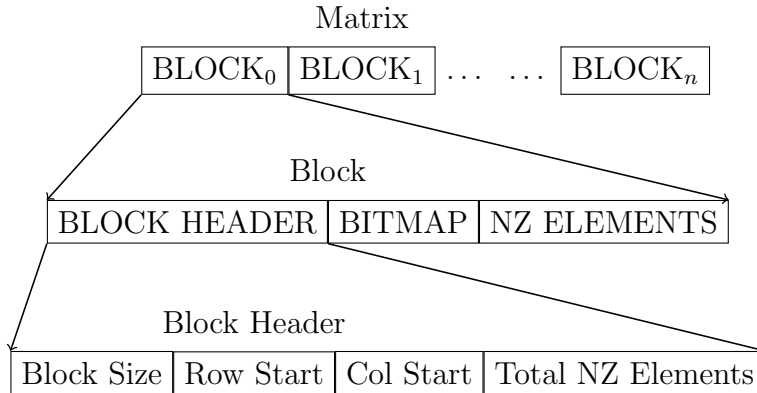 Matrix
BLOCK₀ BLOCK₁ … … BLOCKₙ
Block
BLOCK HEADER BITMAP NZ ELEMENTS
Block Header
Block Size Row Start Col Start Total NZ Elements